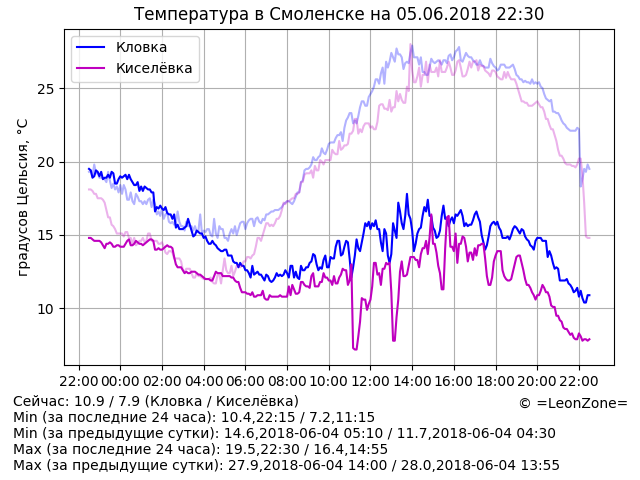 Температура в Смоленске на 05.06.2018 22:30
Кловка
Киселёвка
градусов Цельсия, °C
25
20
15
10
22:00 00:00 02:00 04:00 06:00 08:00 10:00 12:00 14:00 16:00 18:00 20:00 22:00
Сейчас: 10.9 / 7.9 (Кловка / Киселёвка)
© =LeonZone=
Min (за последние 24 часа): 10.4,22:15 / 7.2,11:15
Min (за предыдущие сутки): 14.6,2018-06-04 05:10 / 11.7,2018-06-04 04:30
Max (за последние 24 часа): 19.5,22:30 / 16.4,14:55
Max (за предыдущие сутки): 27.9,2018-06-04 14:00 / 28.0,2018-06-04 13:55